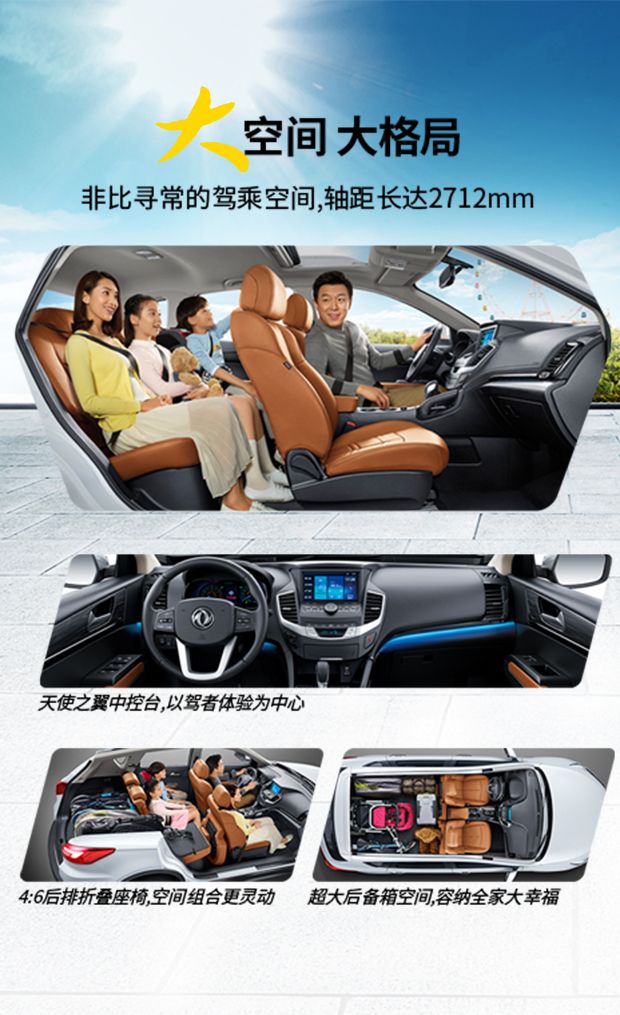 大空间 大格局
非比寻常的驾乘空间,轴距长达2712mm
天使之翼中控台,以驾者体验为中心
4:6后排折叠座椅,空间组合更灵动
超大后备箱空间,容纳全家大幸福